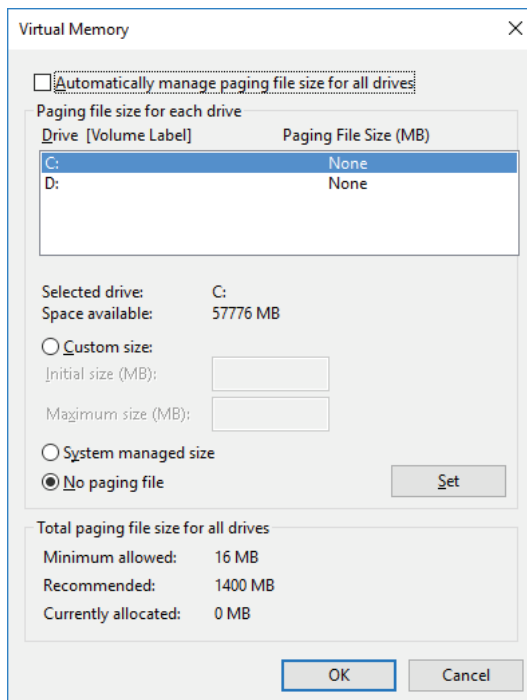 Virtual Memory
Automatically manage paging file size for all drives
Paging file size for each drive
Drive [Volume Label] Paging File Size (MB)
C: None
D: None
Selected drive: C:
Space available: 57776 MB
Custom size:
Initial size (MB):
Maximum size (MB):
System managed size
No paging file Set
Total paging file size for all drives
Minimum allowed: 16 MB
Recommended: 1400 MB
Currently allocated: 0 MB
OK Cancel